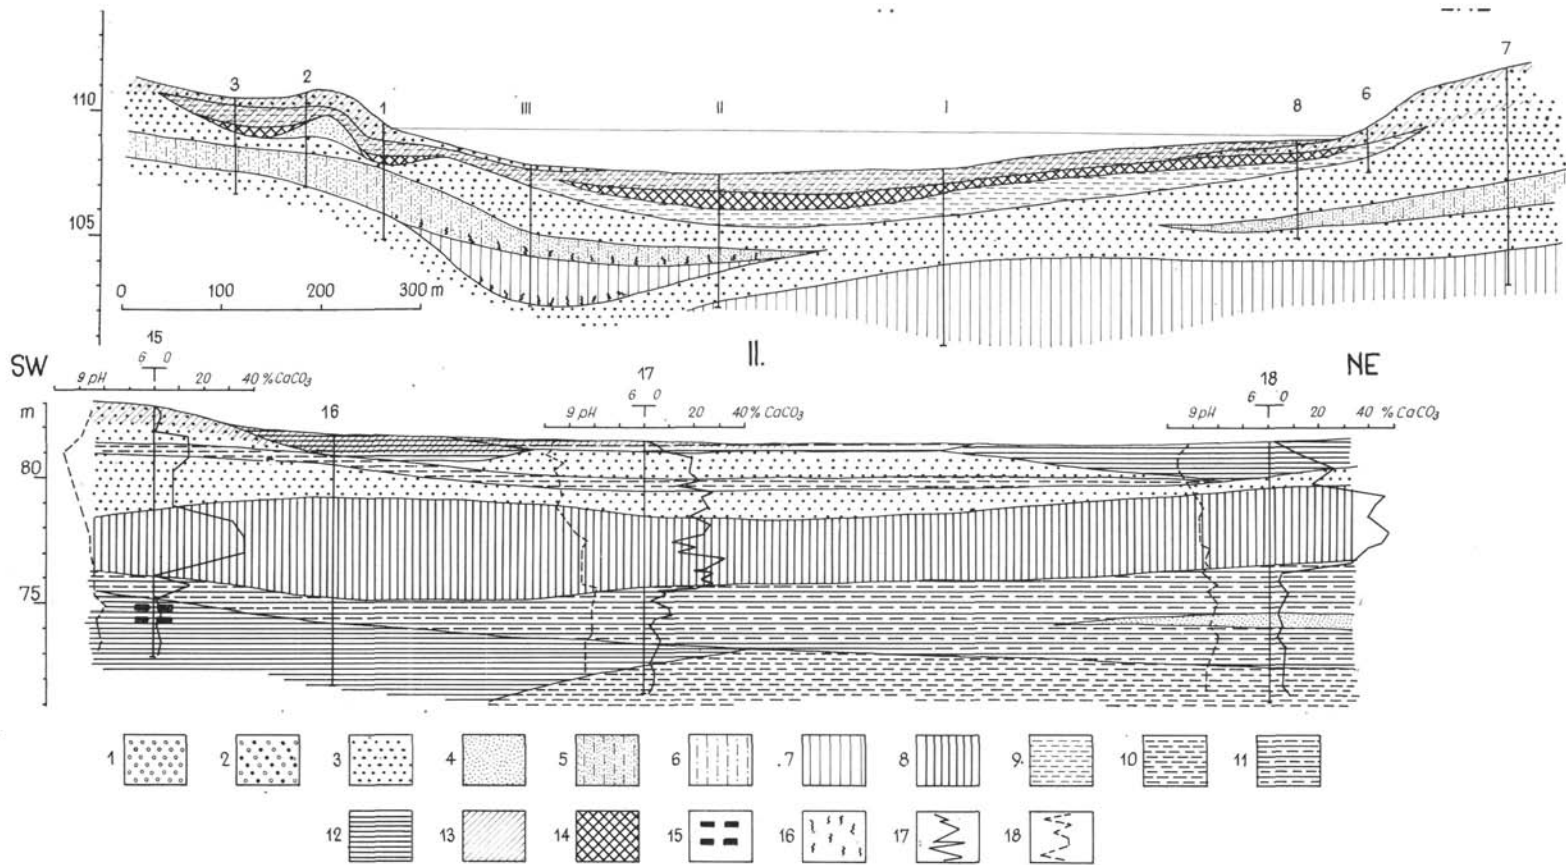 7
6
3 2
1 III II I 8
110
105
0 100 200 300 m
15
SW II. NE
6 0
9 pH 20 40 % CaCO₃
17
6 0
9 pH 20 40 % CaCO₃
18
6 0
9 pH 20 40 % CaCO₃
m
16
80
75
1 2 3 4 5 6 7 8 9. 10 11
12 13 14 15 16 17 18